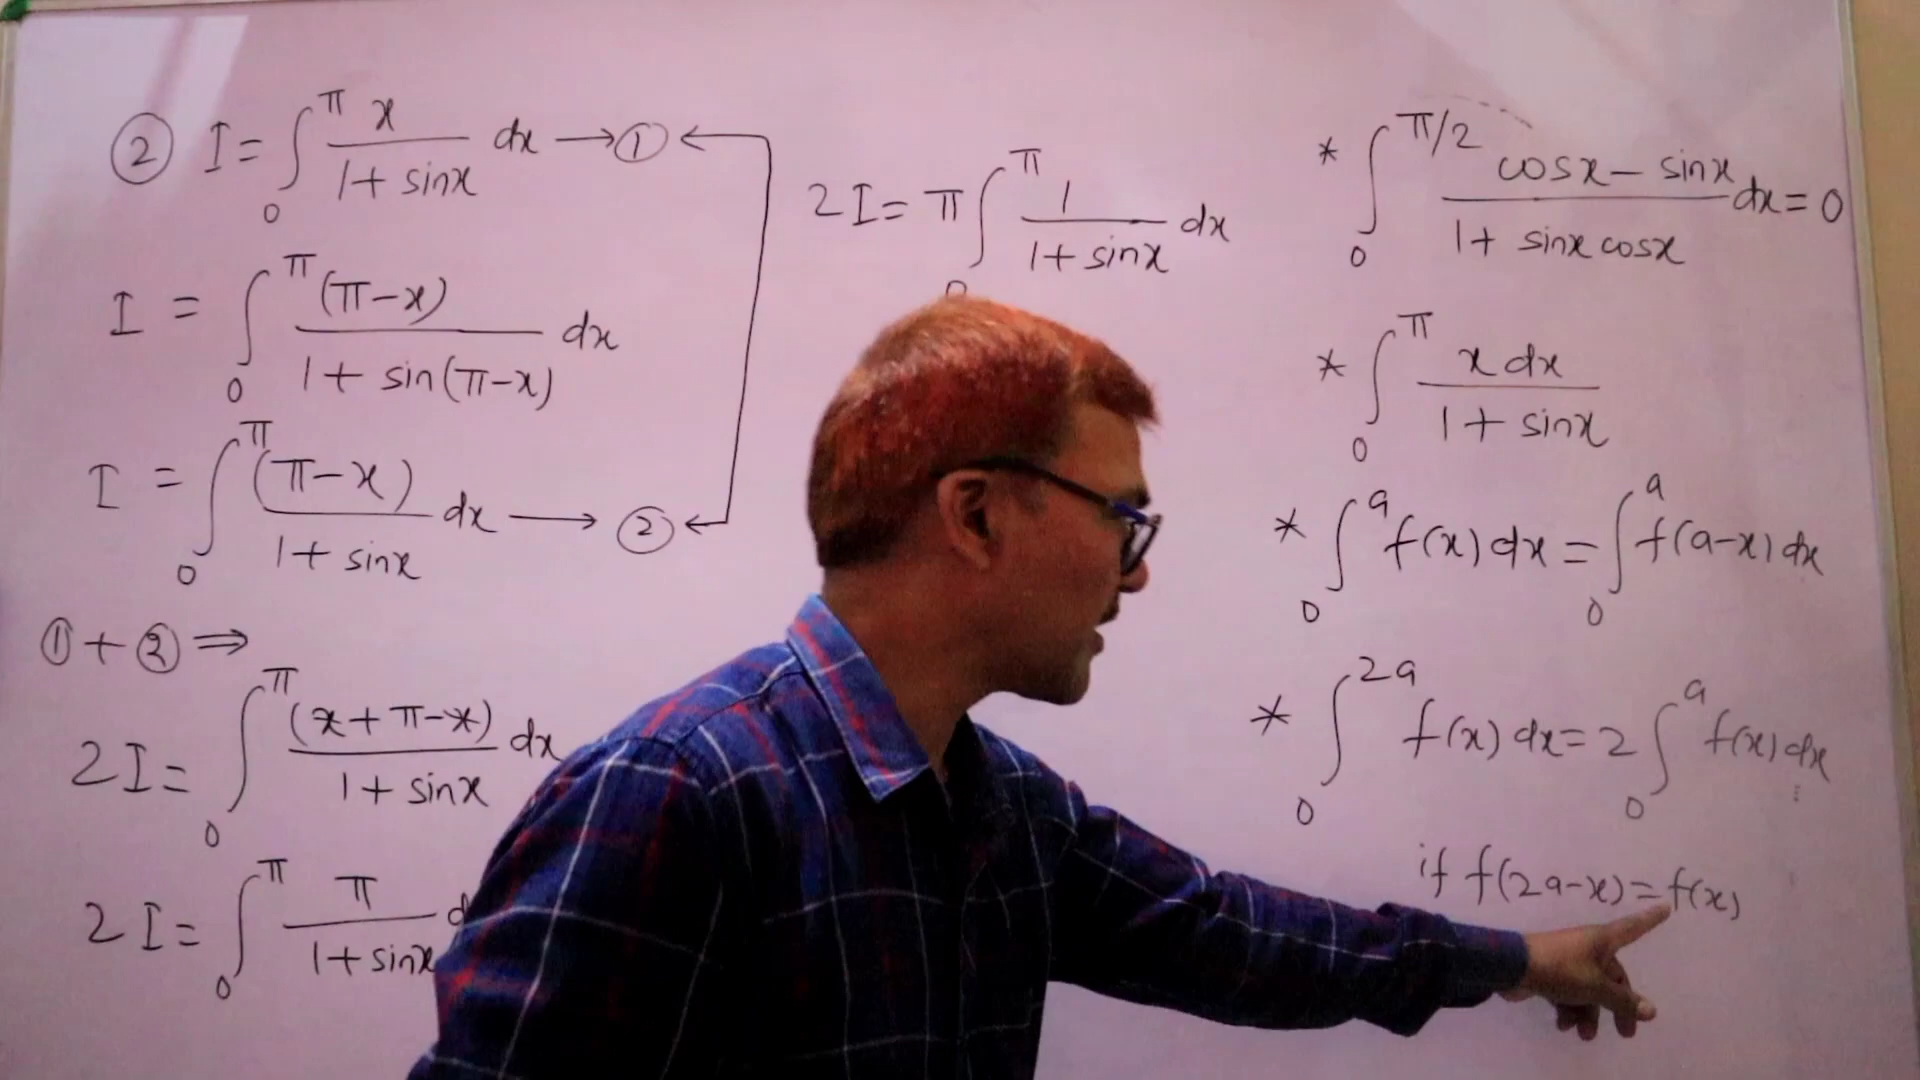 ② I = ∫₀^π x/(1 + sinx) dx → ①
I = ∫₀^π (π-x)/(1 + sin(π-x)) dx
I = ∫₀^π (π-x)/(1 + sinx) dx → ②
① + ② ⇒
2I = ∫₀^π (x + π - x)/(1 + sinx) dx
2I = ∫₀^π π/(1 + sinx) d
2I = π ∫₀^π 1/(1 + sinx) dx
* ∫₀^(π/2) (cosx - sinx)/(1 + sinx cosx) dx = 0
* ∫₀^π x dx/(1 + sinx)
* ∫₀^a f(x) dx = ∫₀^a f(a-x) dx
* ∫₀^(2a) f(x) dx = 2 ∫₀^a f(x) dx
if f(2a-x) = f(x)